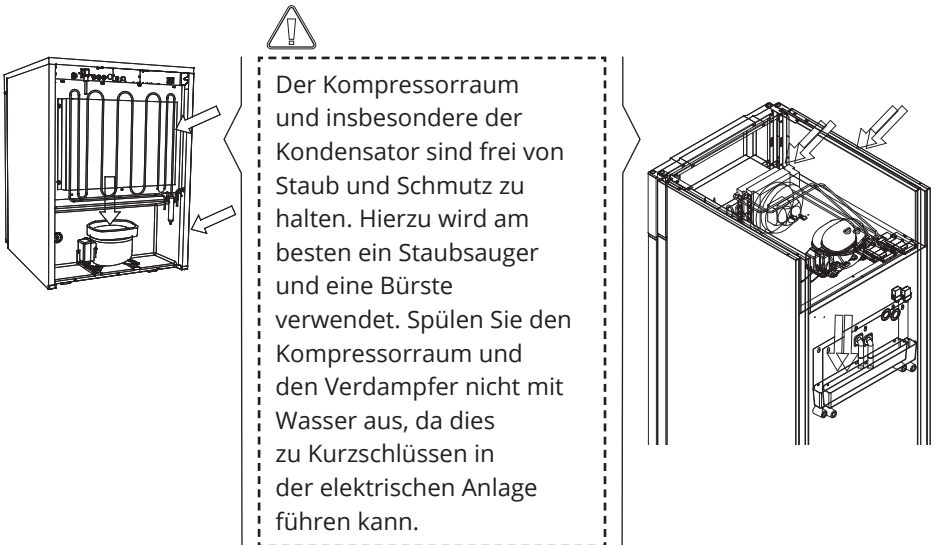 Der Kompressorraum
und insbesondere der
Kondensator sind frei von
Staub und Schmutz zu
halten. Hierzu wird am
besten ein Staubsauger
und eine Bürste
verwendet. Spülen Sie den
Kompressorraum und
den Verdampfer nicht mit
Wasser aus, da dies
zu Kurzschlüssen in
der elektrischen Anlage
führen kann.